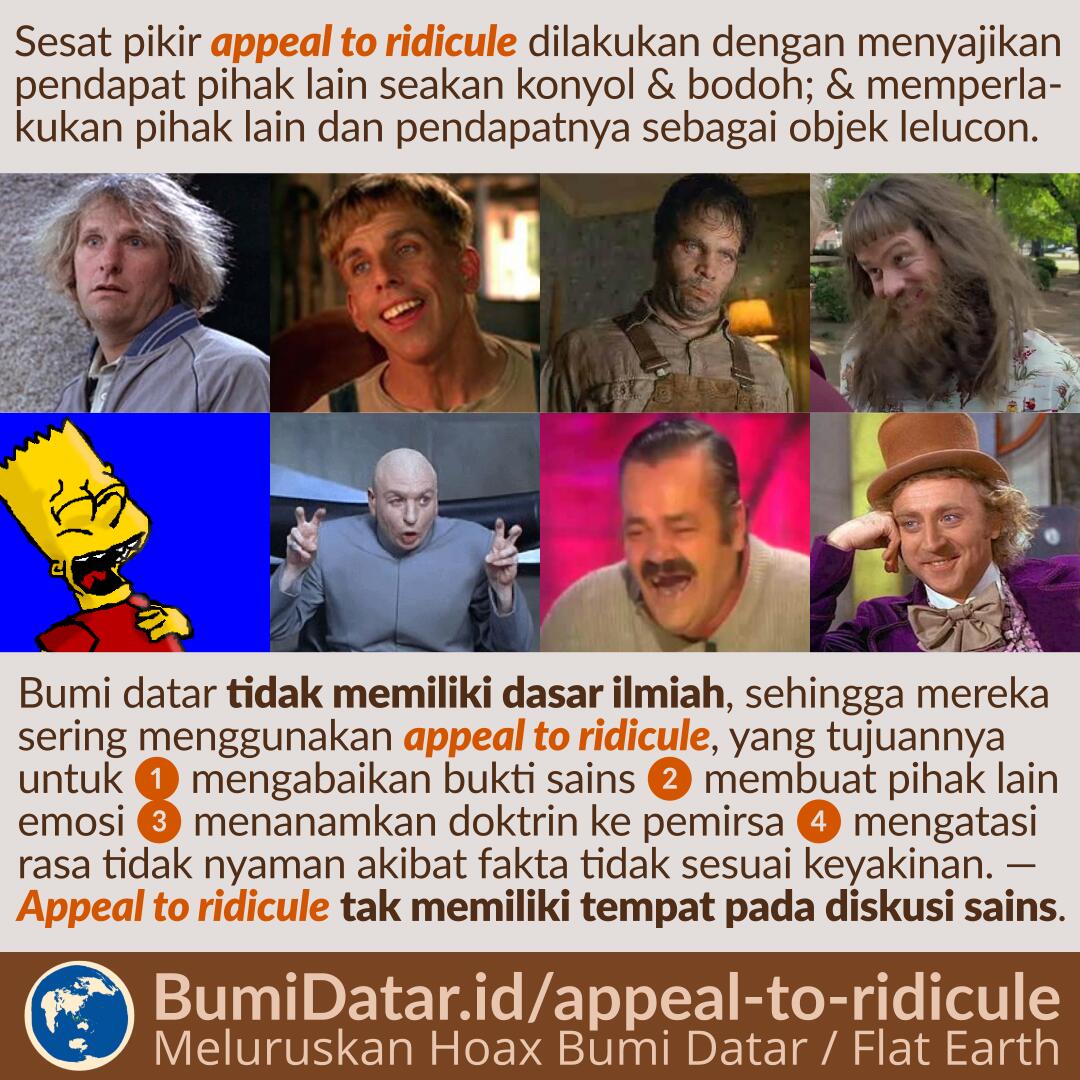 Sesat pikir appeal to ridicule dilakukan dengan menyajikan
pendapat pihak lain seakan konyol & bodoh; & memperla-
kukan pihak lain dan pendapatnya sebagai objek lelucon.
Bumi datar tidak memiliki dasar ilmiah, sehingga mereka
sering menggunakan appeal to ridicule, yang tujuannya
untuk 1 mengabaikan bukti sains 2 membuat pihak lain
emosi 3 menanamkan doktrin ke pemirsa 4 mengatasi
rasa tidak nyaman akibat fakta tidak sesuai keyakinan. —
Appeal to ridicule tak memiliki tempat pada diskusi sains.
BumiDatar.id/appeal-to-ridicule
Meluruskan Hoax Bumi Datar / Flat Earth